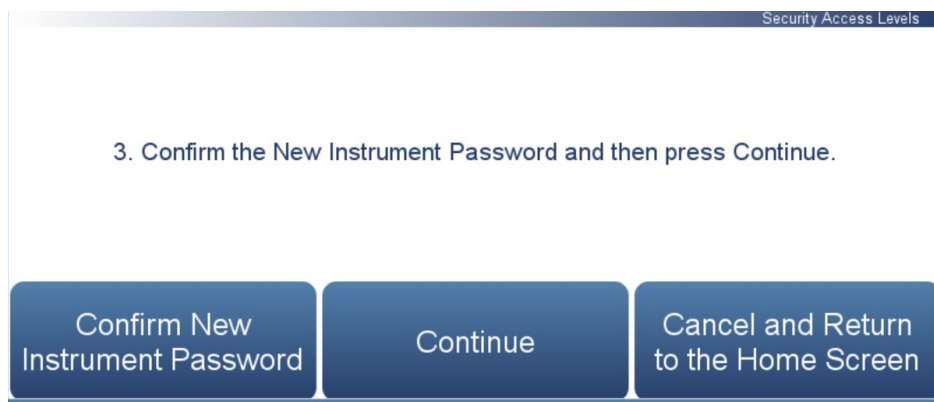 Security Access Levels
3. Confirm the New Instrument Password and then press Continue.
Confirm New
Instrument Password
Continue
Cancel and Return
to the Home Screen